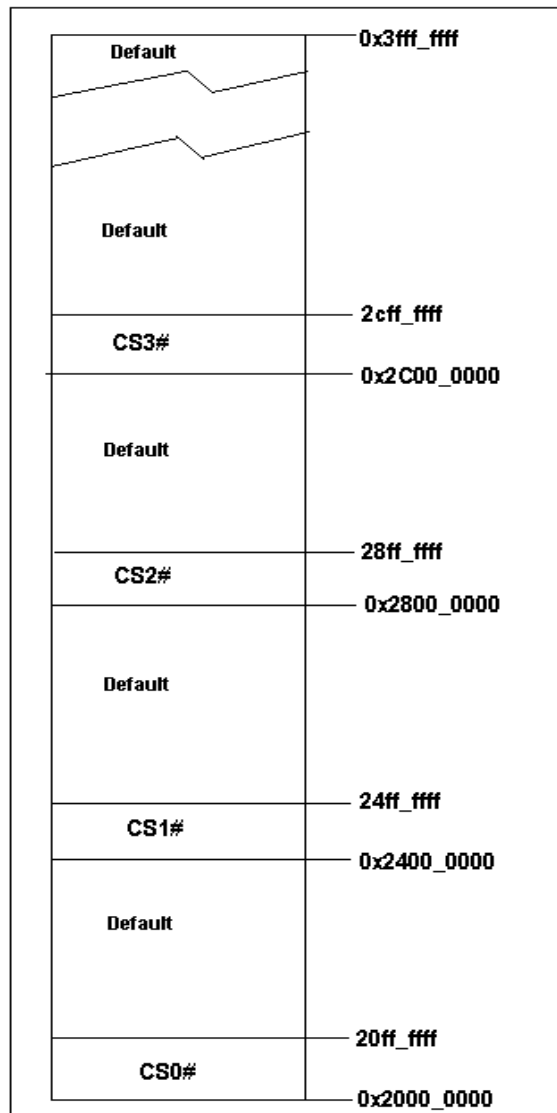 0x3fff_ffff
Default
Default
2cff_ffff
CS3#
0x2C00_0000
Default
28ff_ffff
CS2#
0x2800_0000
Default
24ff_ffff
CS1#
0x2400_0000
Default
20ff_ffff
CS0#
0x2000_0000